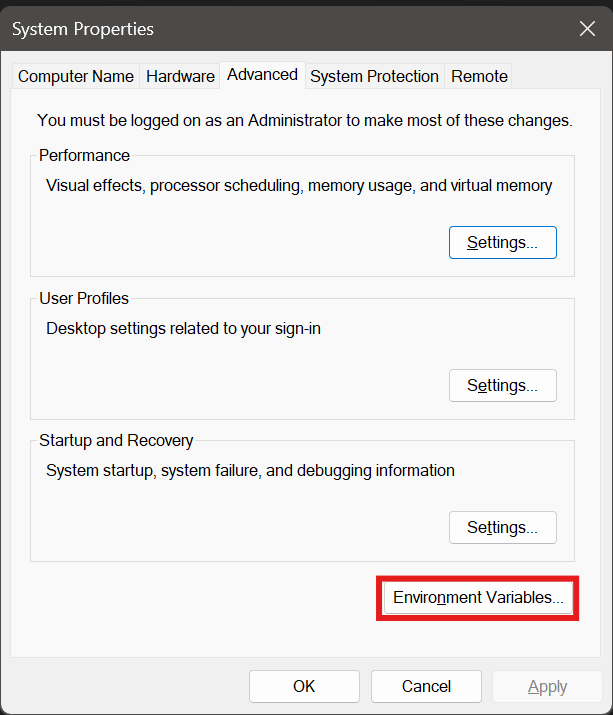 System Properties
Computer Name Hardware Advanced System Protection Remote
You must be logged on as an Administrator to make most of these changes.
Performance
Visual effects, processor scheduling, memory usage, and virtual memory
Settings...
User Profiles
Desktop settings related to your sign-in
Settings...
Startup and Recovery
System startup, system failure, and debugging information
Settings...
Environment Variables...
OK Cancel Apply